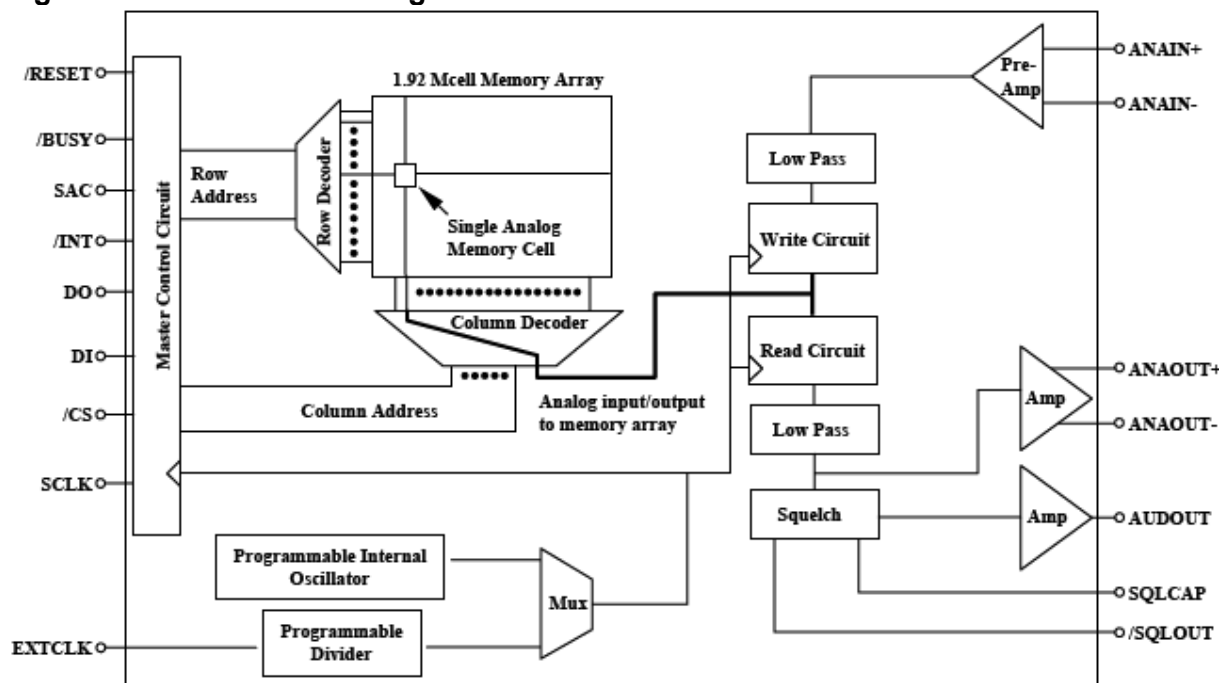 /RESET
/BUSY
SAC
/INT
DO
DI
/CS
SCLK
EXTCLK
Master Control Circuit
Row
Address
Row Decoder
1.92 Mcell Memory Array
Single Analog
Memory Cell
Column Decoder
Column Address
Analog input/output
to memory array
Programmable Internal
Oscillator
Programmable
Divider
Mux
Pre-
Amp
Low Pass
Write Circuit
Read Circuit
Low Pass
Squelch
Amp
Amp
ANAIN+
ANAIN-
ANAOUT+
ANAOUT-
AUDOUT
SQLCAP
/SQLOUT